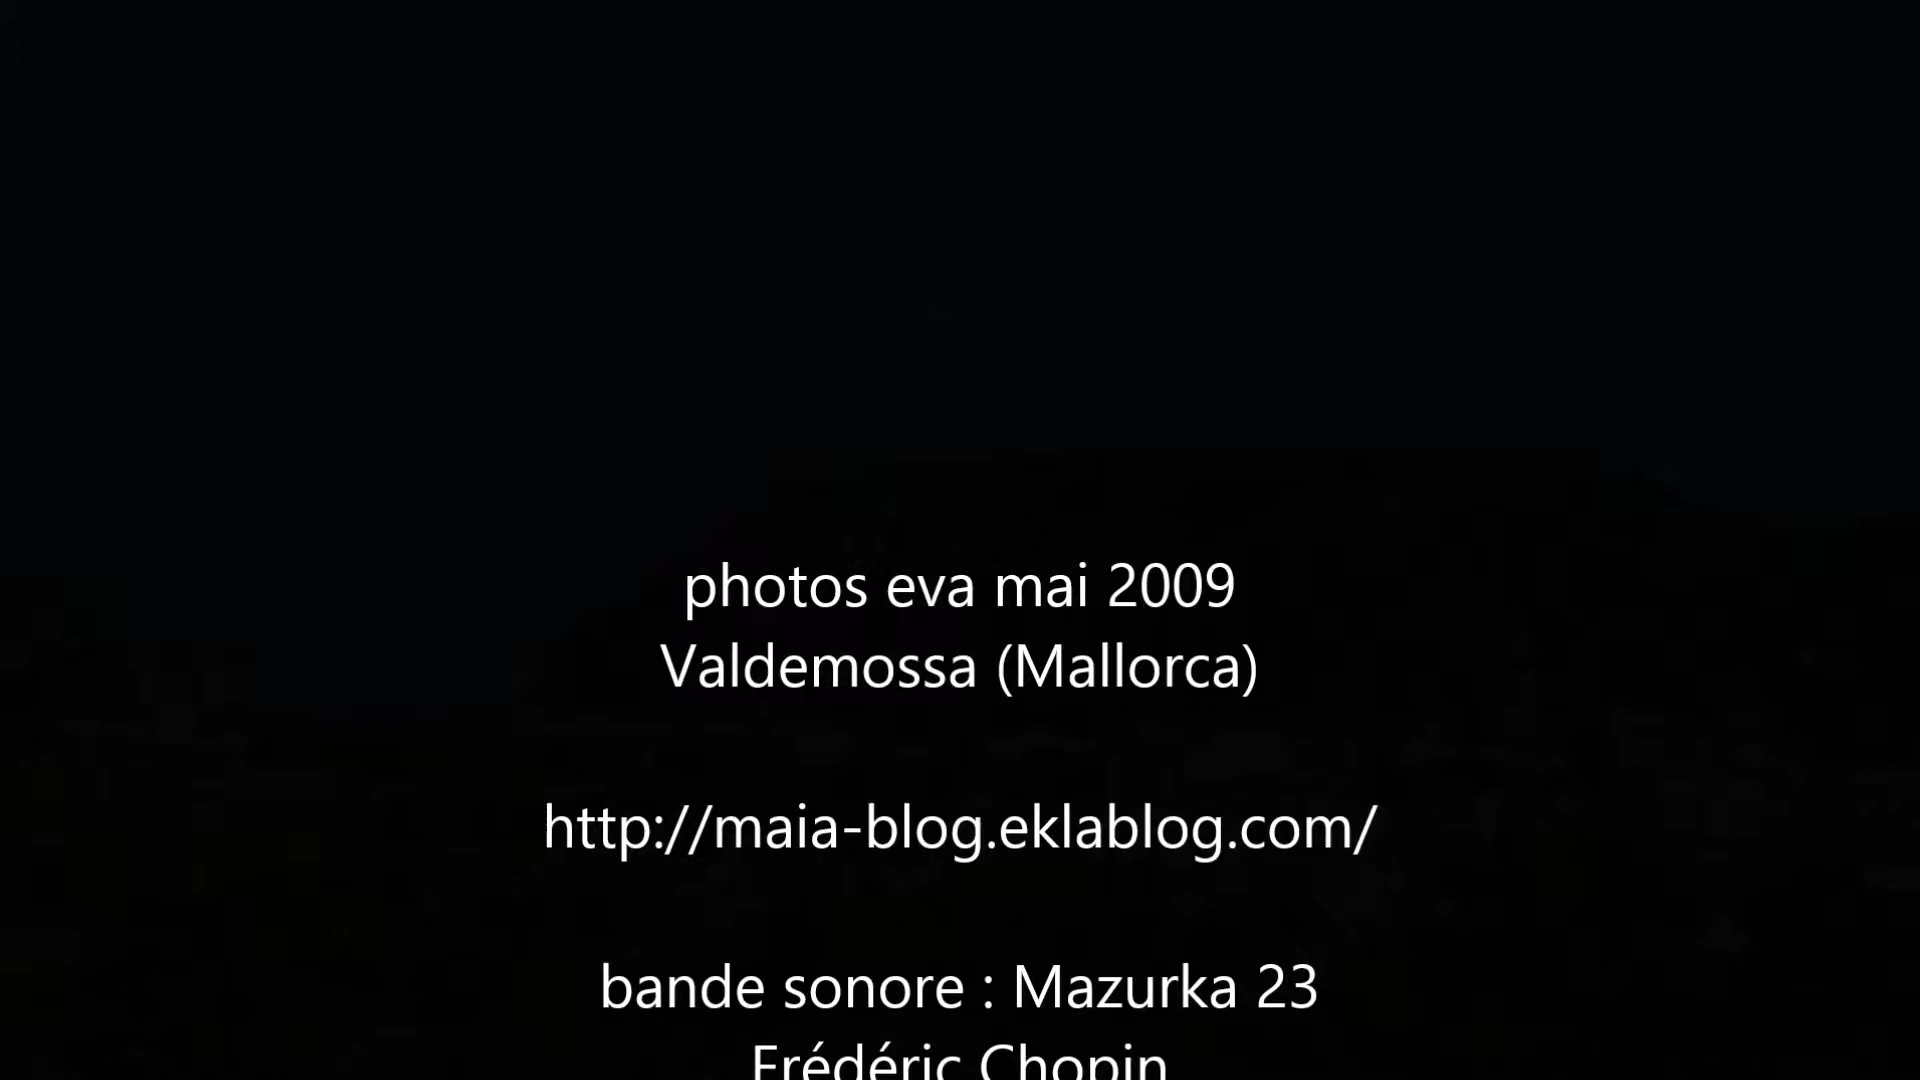 photos eva mai 2009
Valdemossa (Mallorca)
http://maia-blog.eklablog.com/
bande sonore : Mazurka 23
Frédéric Chopin